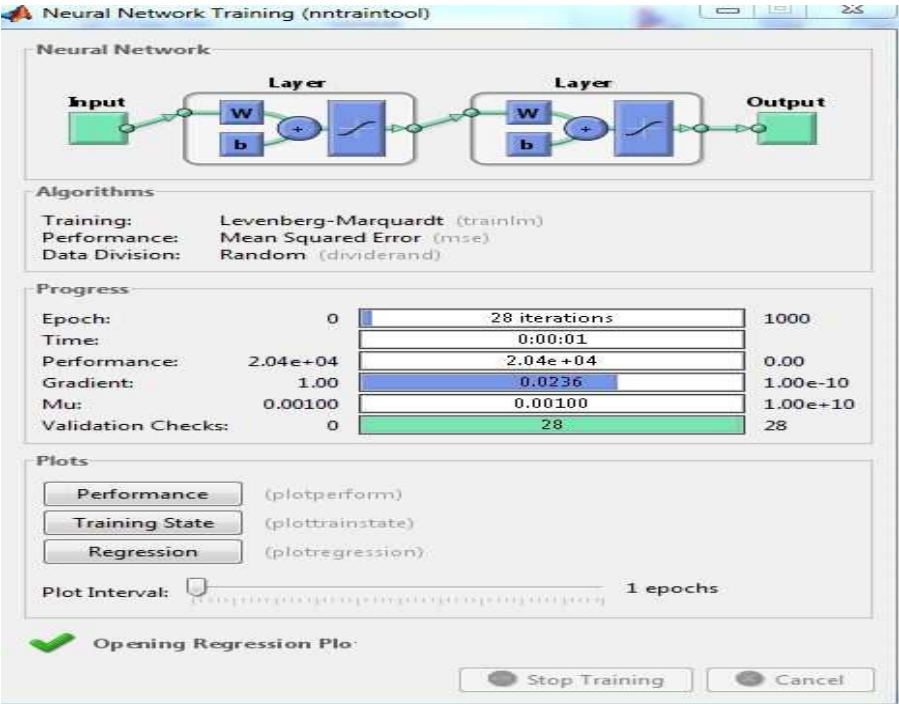 Neural Network Training (nntraintool)
Neural Network
Layer
Layer
Input
Output
W
b
+
W
b
+
Algorithms
Training: Levenberg-Marquardt (trainlm)
Performance: Mean Squared Error (mse)
Data Division: Random (dividerand)
Progress
Epoch: 0 28 iterations 1000
Time: 0:00:01
Performance: 2.04e+04 2.04e+04 0.00
Gradient: 1.00 0.0236 1.00e-10
Mu: 0.00100 0.00100 1.00e+10
Validation Checks: 0 28 28
Plots
Performance (plotperform)
Training State (plottrainstate)
Regression (plotregression)
Plot Interval: 1 epochs
Opening Regression Plo
Stop Training Cancel